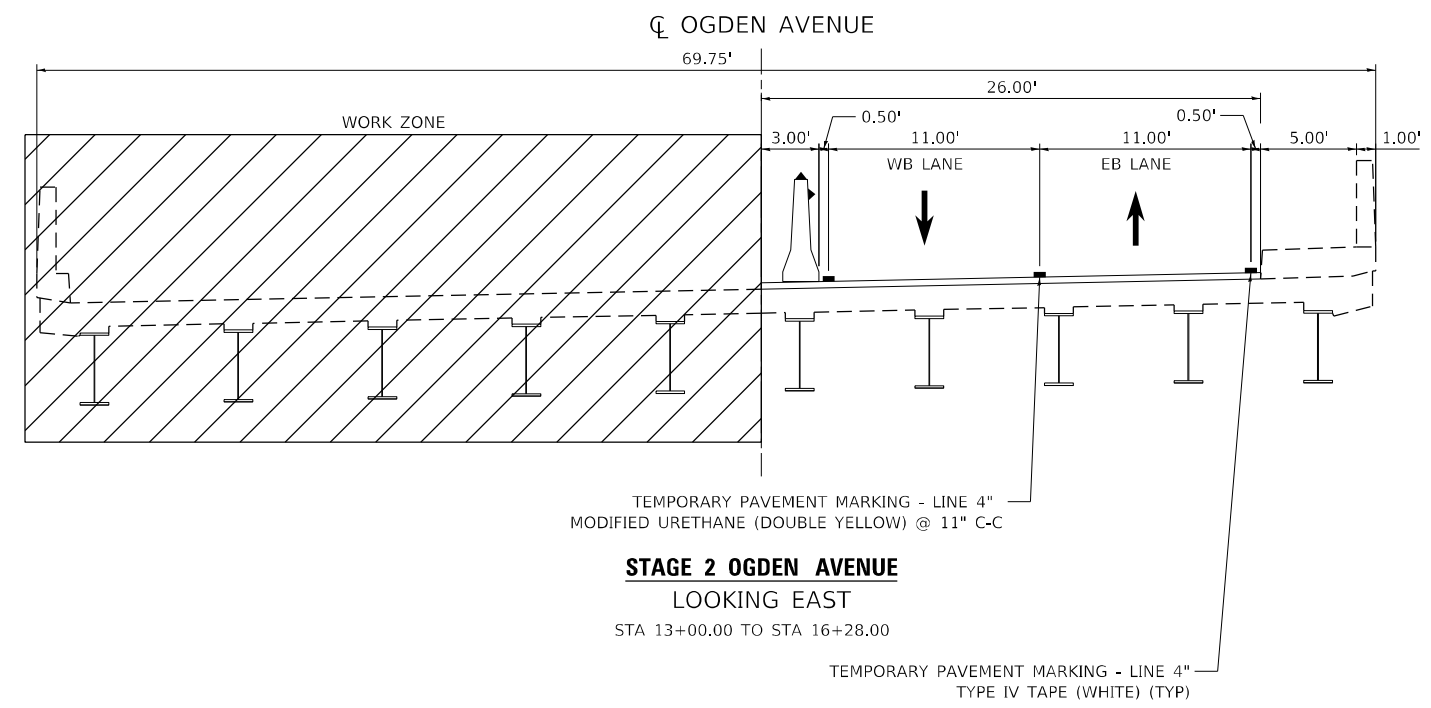 ℄ OGDEN AVENUE
69.75'
26.00'
WORK ZONE
0.50'
0.50'
3.00'
11.00'
11.00'
5.00'
1.00'
WB LANE
EB LANE
TEMPORARY PAVEMENT MARKING - LINE 4"
MODIFIED URETHANE (DOUBLE YELLOW) @ 11" C-C
STAGE 2 OGDEN AVENUE
LOOKING EAST
STA 13+00.00 TO STA 16+28.00
TEMPORARY PAVEMENT MARKING - LINE 4"
TYPE IV TAPE (WHITE) (TYP)